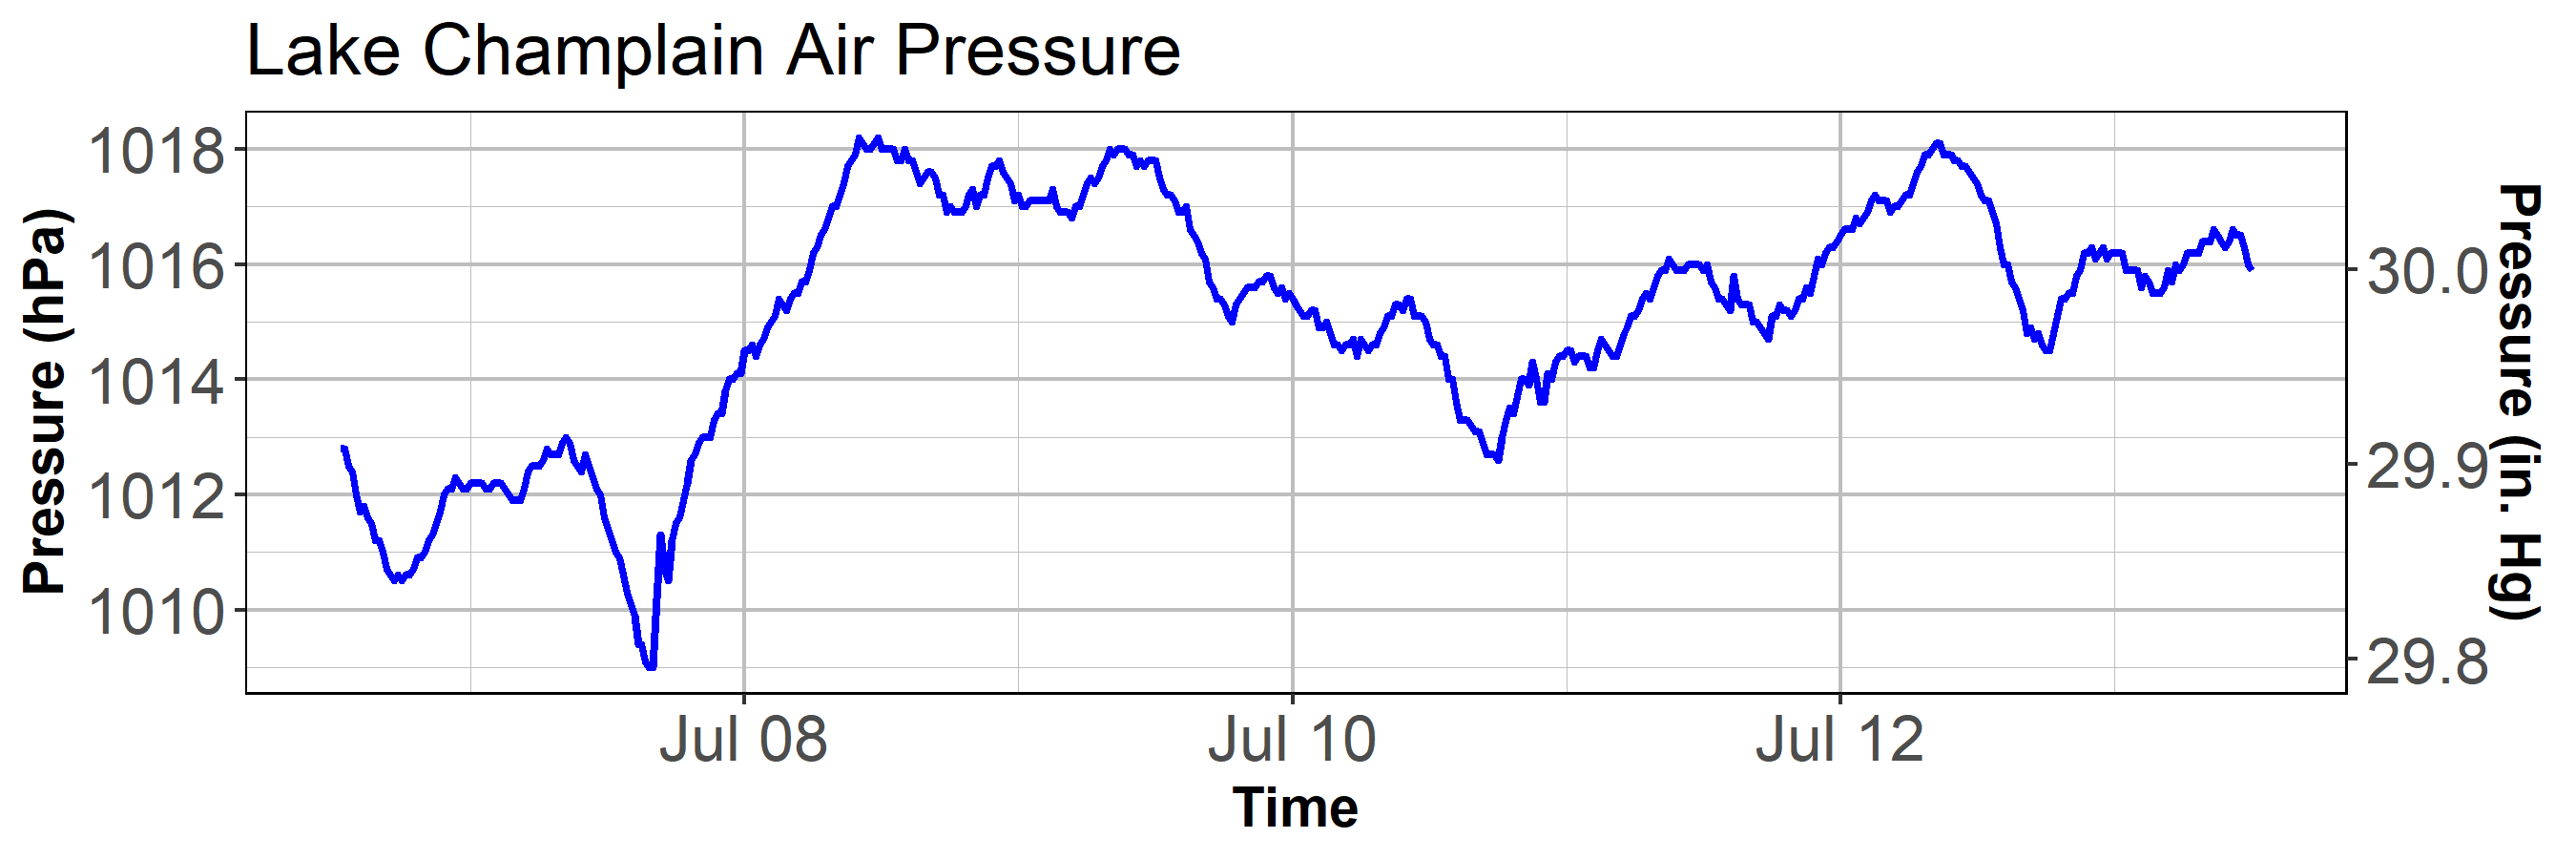 Lake Champlain Air Pressure
Pressure (hPa)
1018
1016
1014
1012
1010
30.0
29.9
29.8
Pressure (in. Hg)
Jul 08 Jul 10 Jul 12
Time